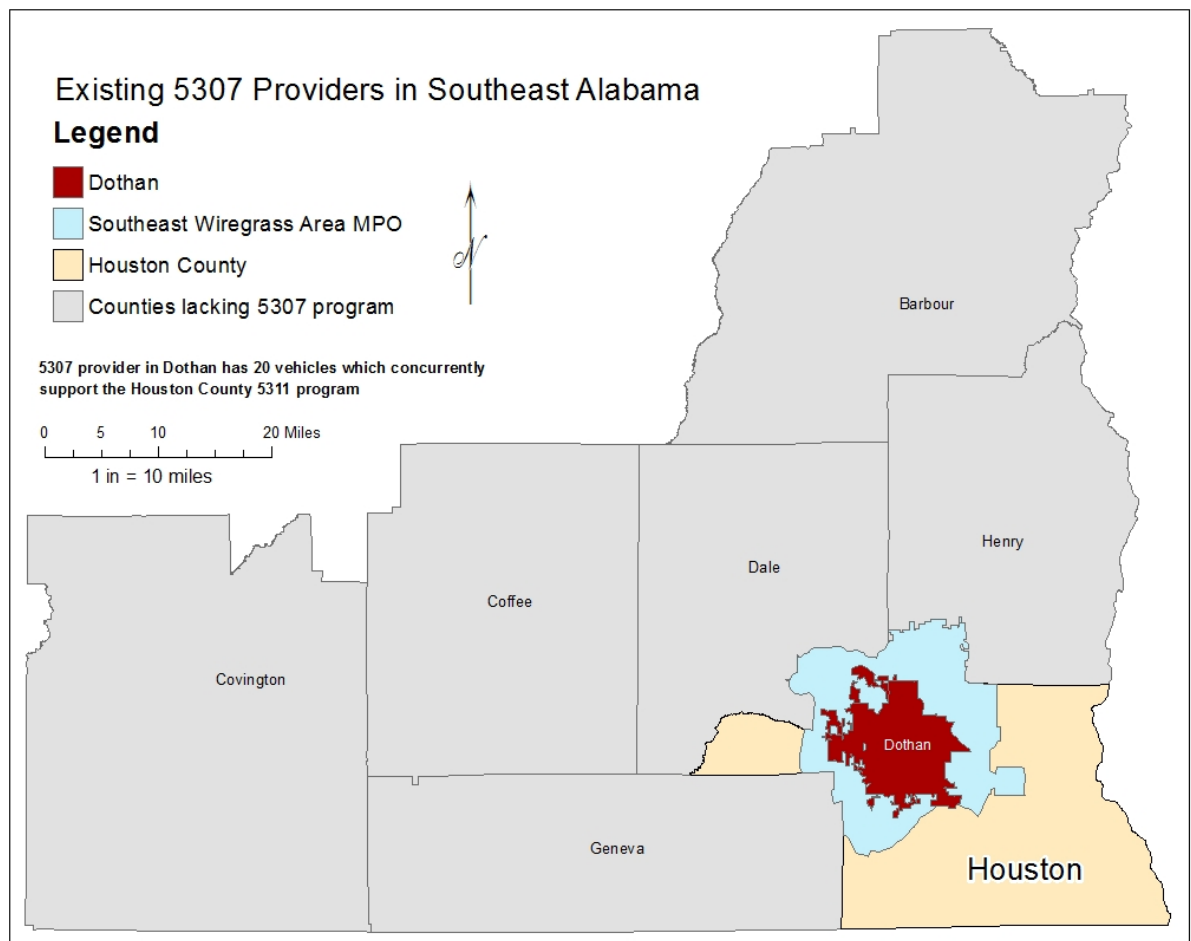 Existing 5307 Providers in Southeast Alabama
Legend
Dothan
Southeast Wiregrass Area MPO
Houston County
Counties lacking 5307 program
N
5307 provider in Dothan has 20 vehicles which concurrently
support the Houston County 5311 program
0 5 10 20 Miles
1 in = 10 miles
Barbour
Henry
Dale
Coffee
Covington
Dothan
Geneva
Houston